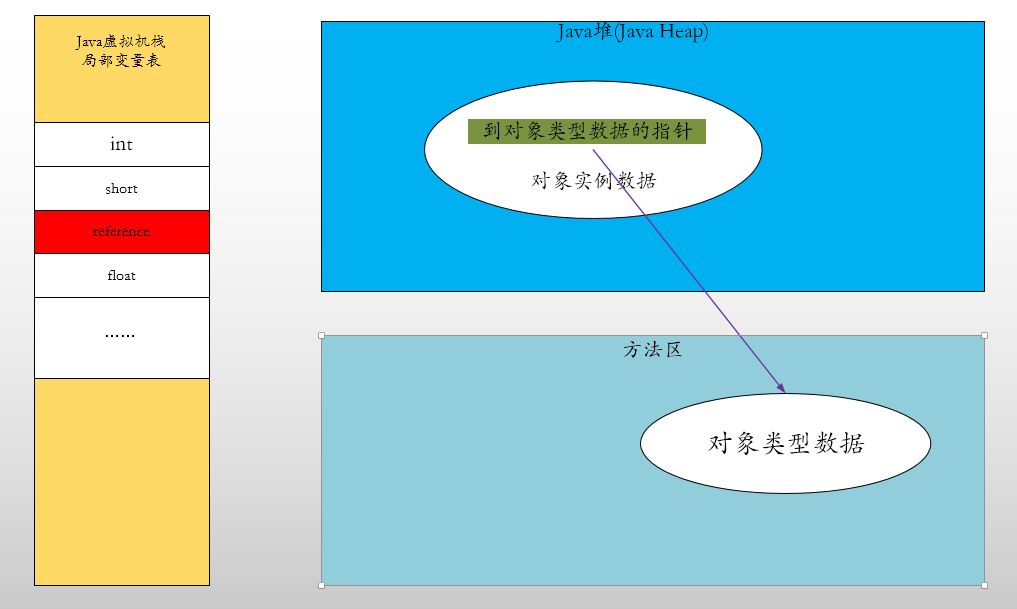 Java虚拟机栈
局部变量表
int
short
reference
float
……
Java堆(Java Heap)
到对象类型数据的指针
对象实例数据
方法区
对象类型数据